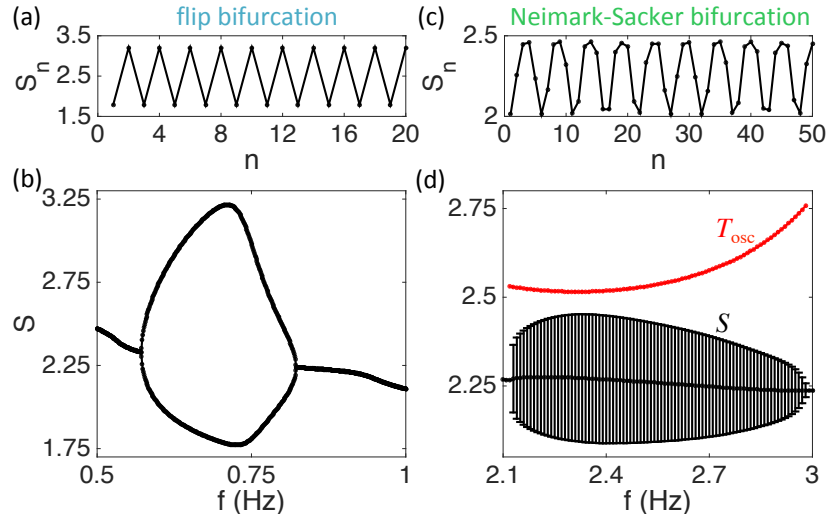 (a) flip bifurcation
3.5
2.5
1.5
S_n
0 4 8 12 16 20
n
(b)
3.25
2.75
2.25
1.75
S
0.5 0.75 1
f (Hz)
(c) Neimark-Sacker bifurcation
2.5
2
S_n
0 10 20 30 40 50
n
(d)
2.75
2.5
2.25
T_osc
S
2.1 2.4 2.7 3
f (Hz)